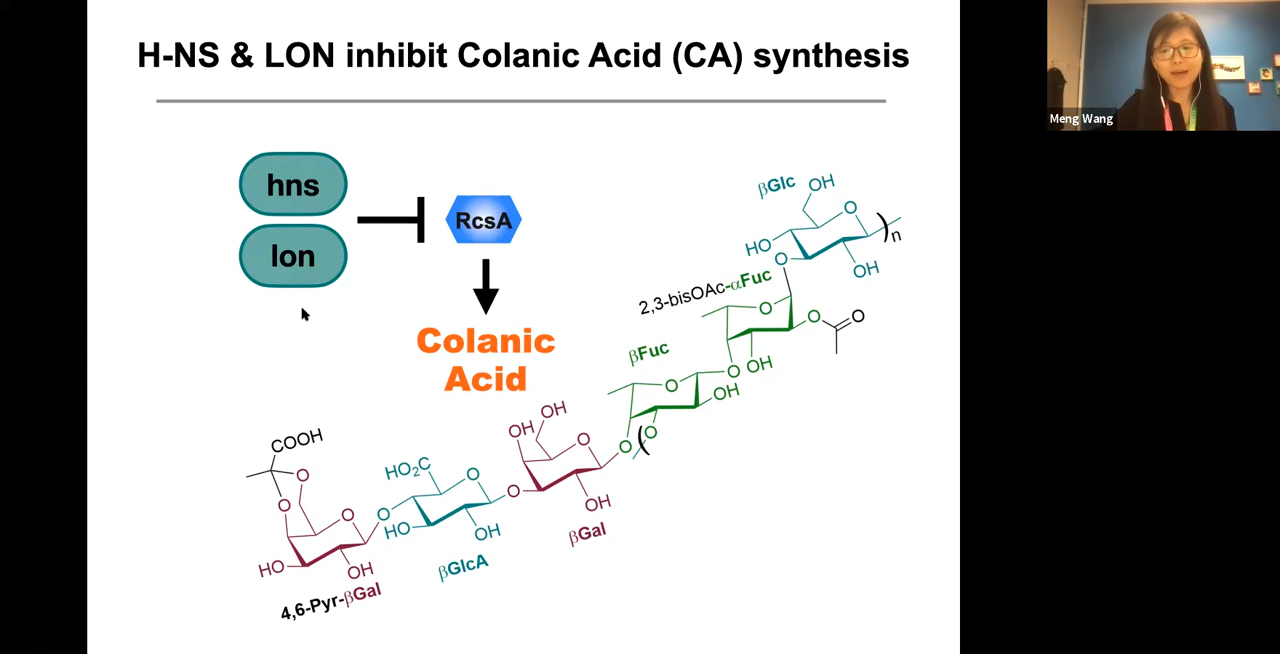 H-NS & LON inhibit Colanic Acid (CA) synthesis
Meng Wang
hns
lon
RcsA
Colanic
Acid
βGlc
OH
O
HO
O
OH
)n
2,3-bisOAc-αFuc
O
O
O
O
OH
βFuc
O
OH
O
(
O
OH
OH
O
O
OH
βGal
HO2C
O
O
HO
OH
βGlcA
COOH
O
O
O
HO
OH
4,6-Pyr-βGal